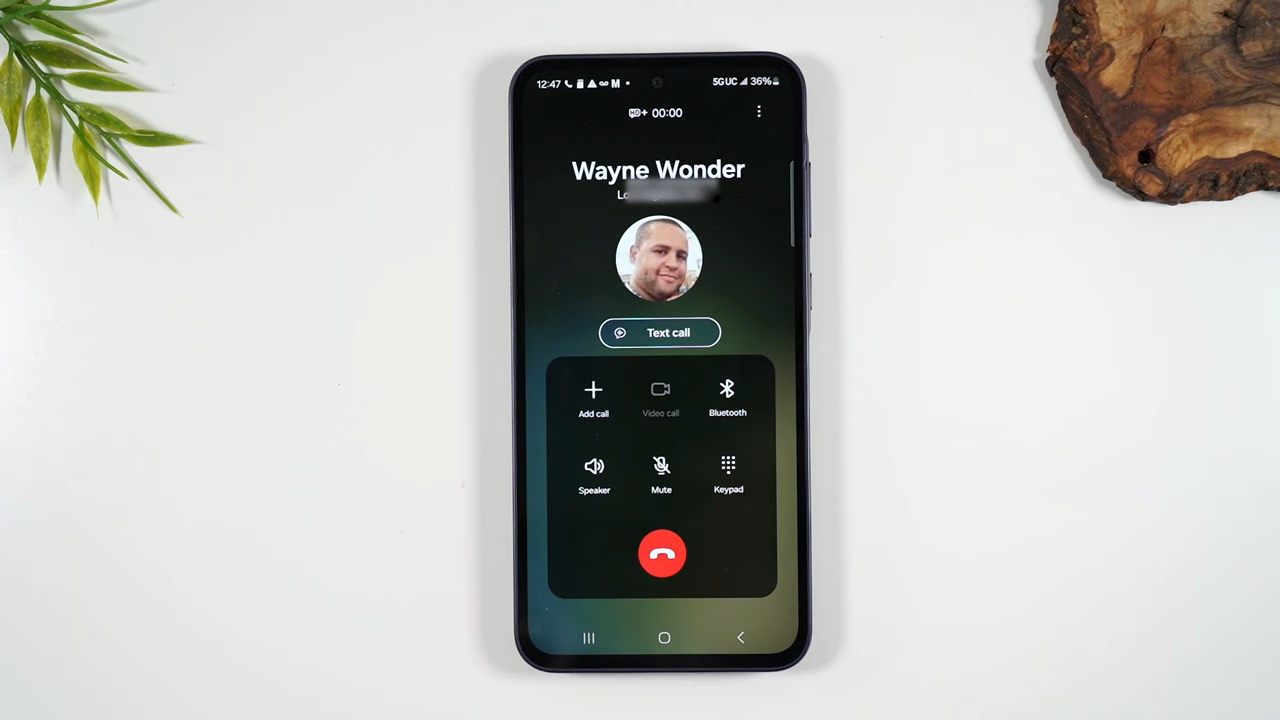 12:47 M 5G UC 36%
HD+ 00:00
Wayne Wonder
Text call
Add call Video call Bluetooth
Speaker Mute Keypad